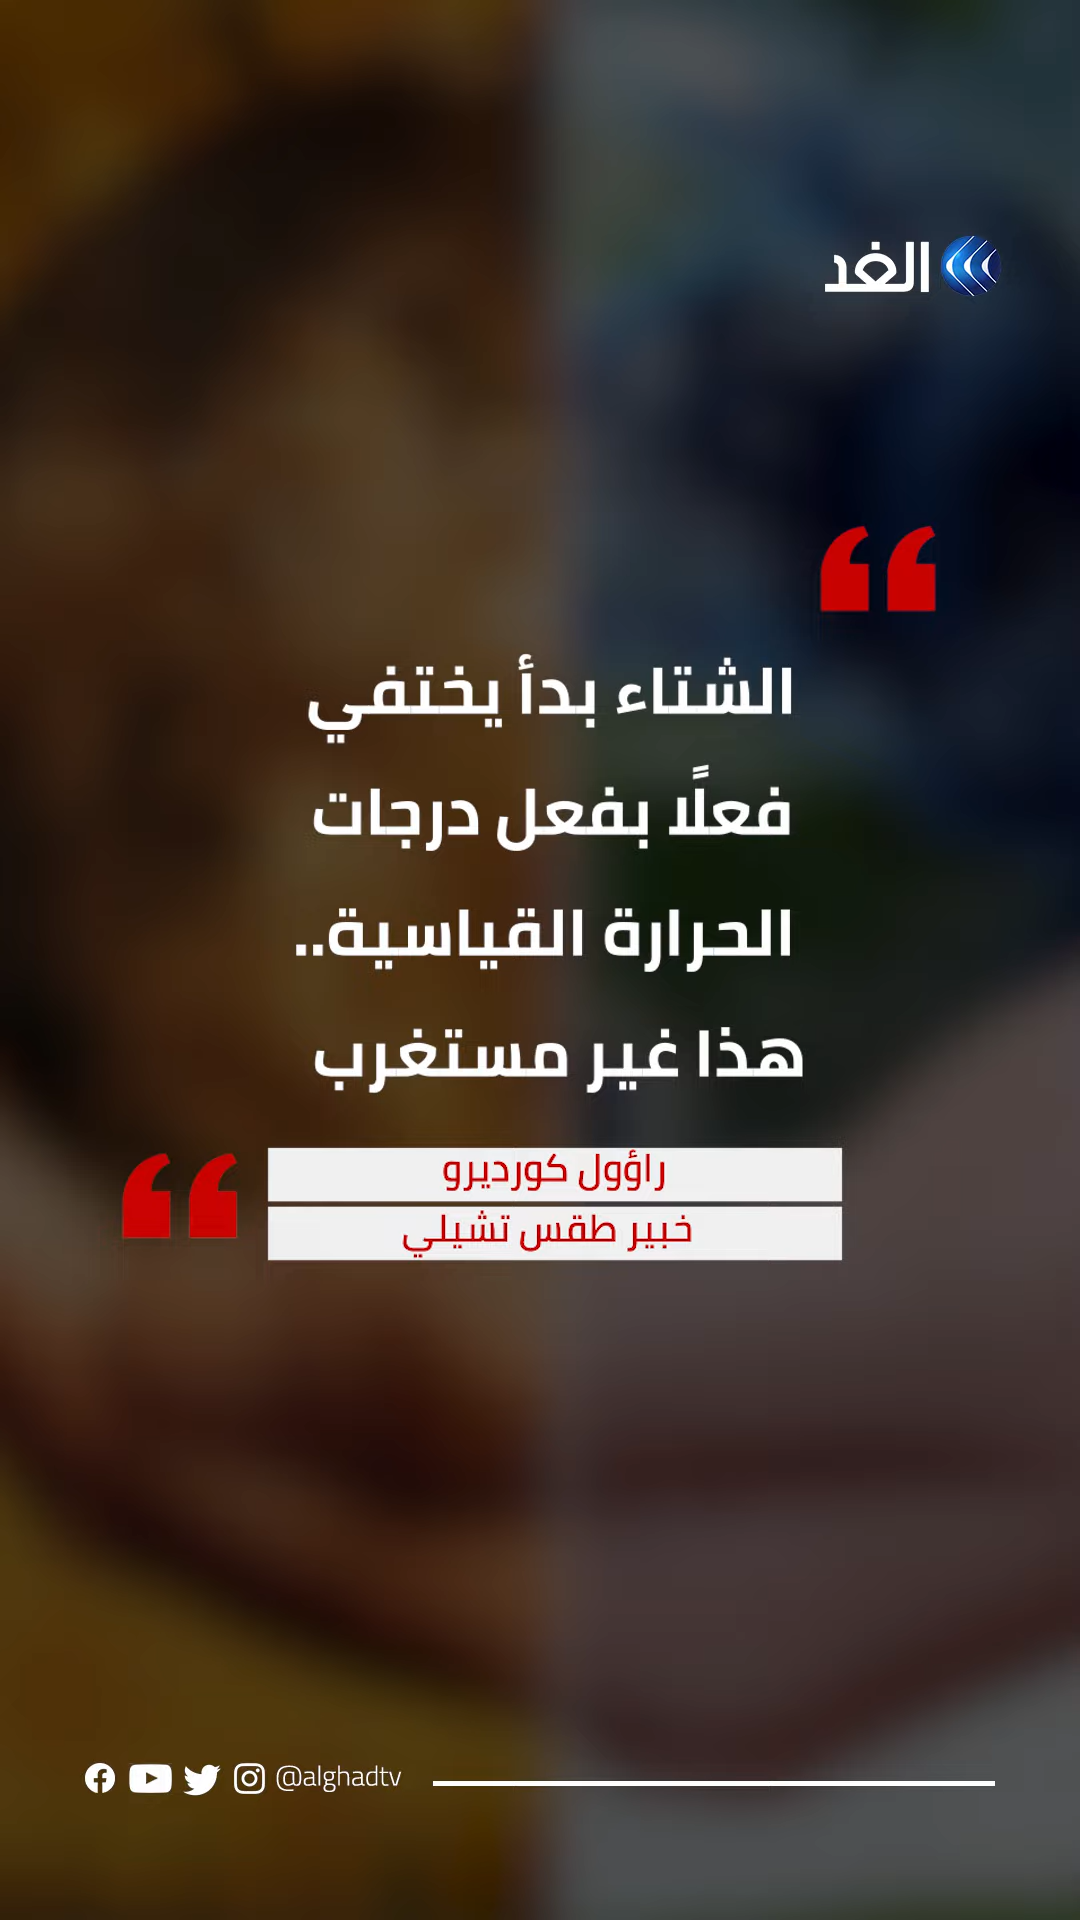 الغد
الشتاء بدأ يختفي
فعلًا بفعل درجات
الحرارة القياسية..
هذا غير مستغرب
راؤول كورديرو
خبير طقس تشيلي
@alghadtv